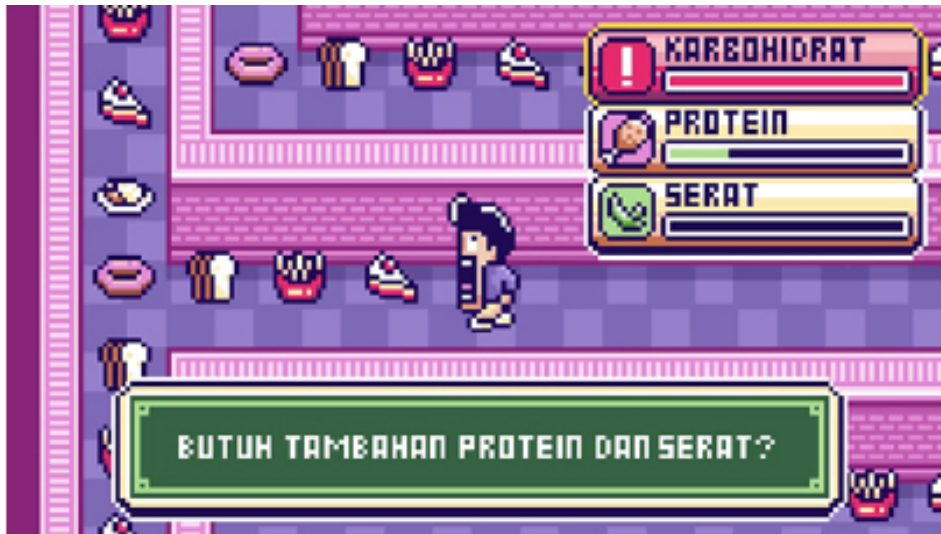 KARBOHIDRAT
PROTEIN
SERAT
BUTUH TAMBAHAN PROTEIN DAN SERAT?